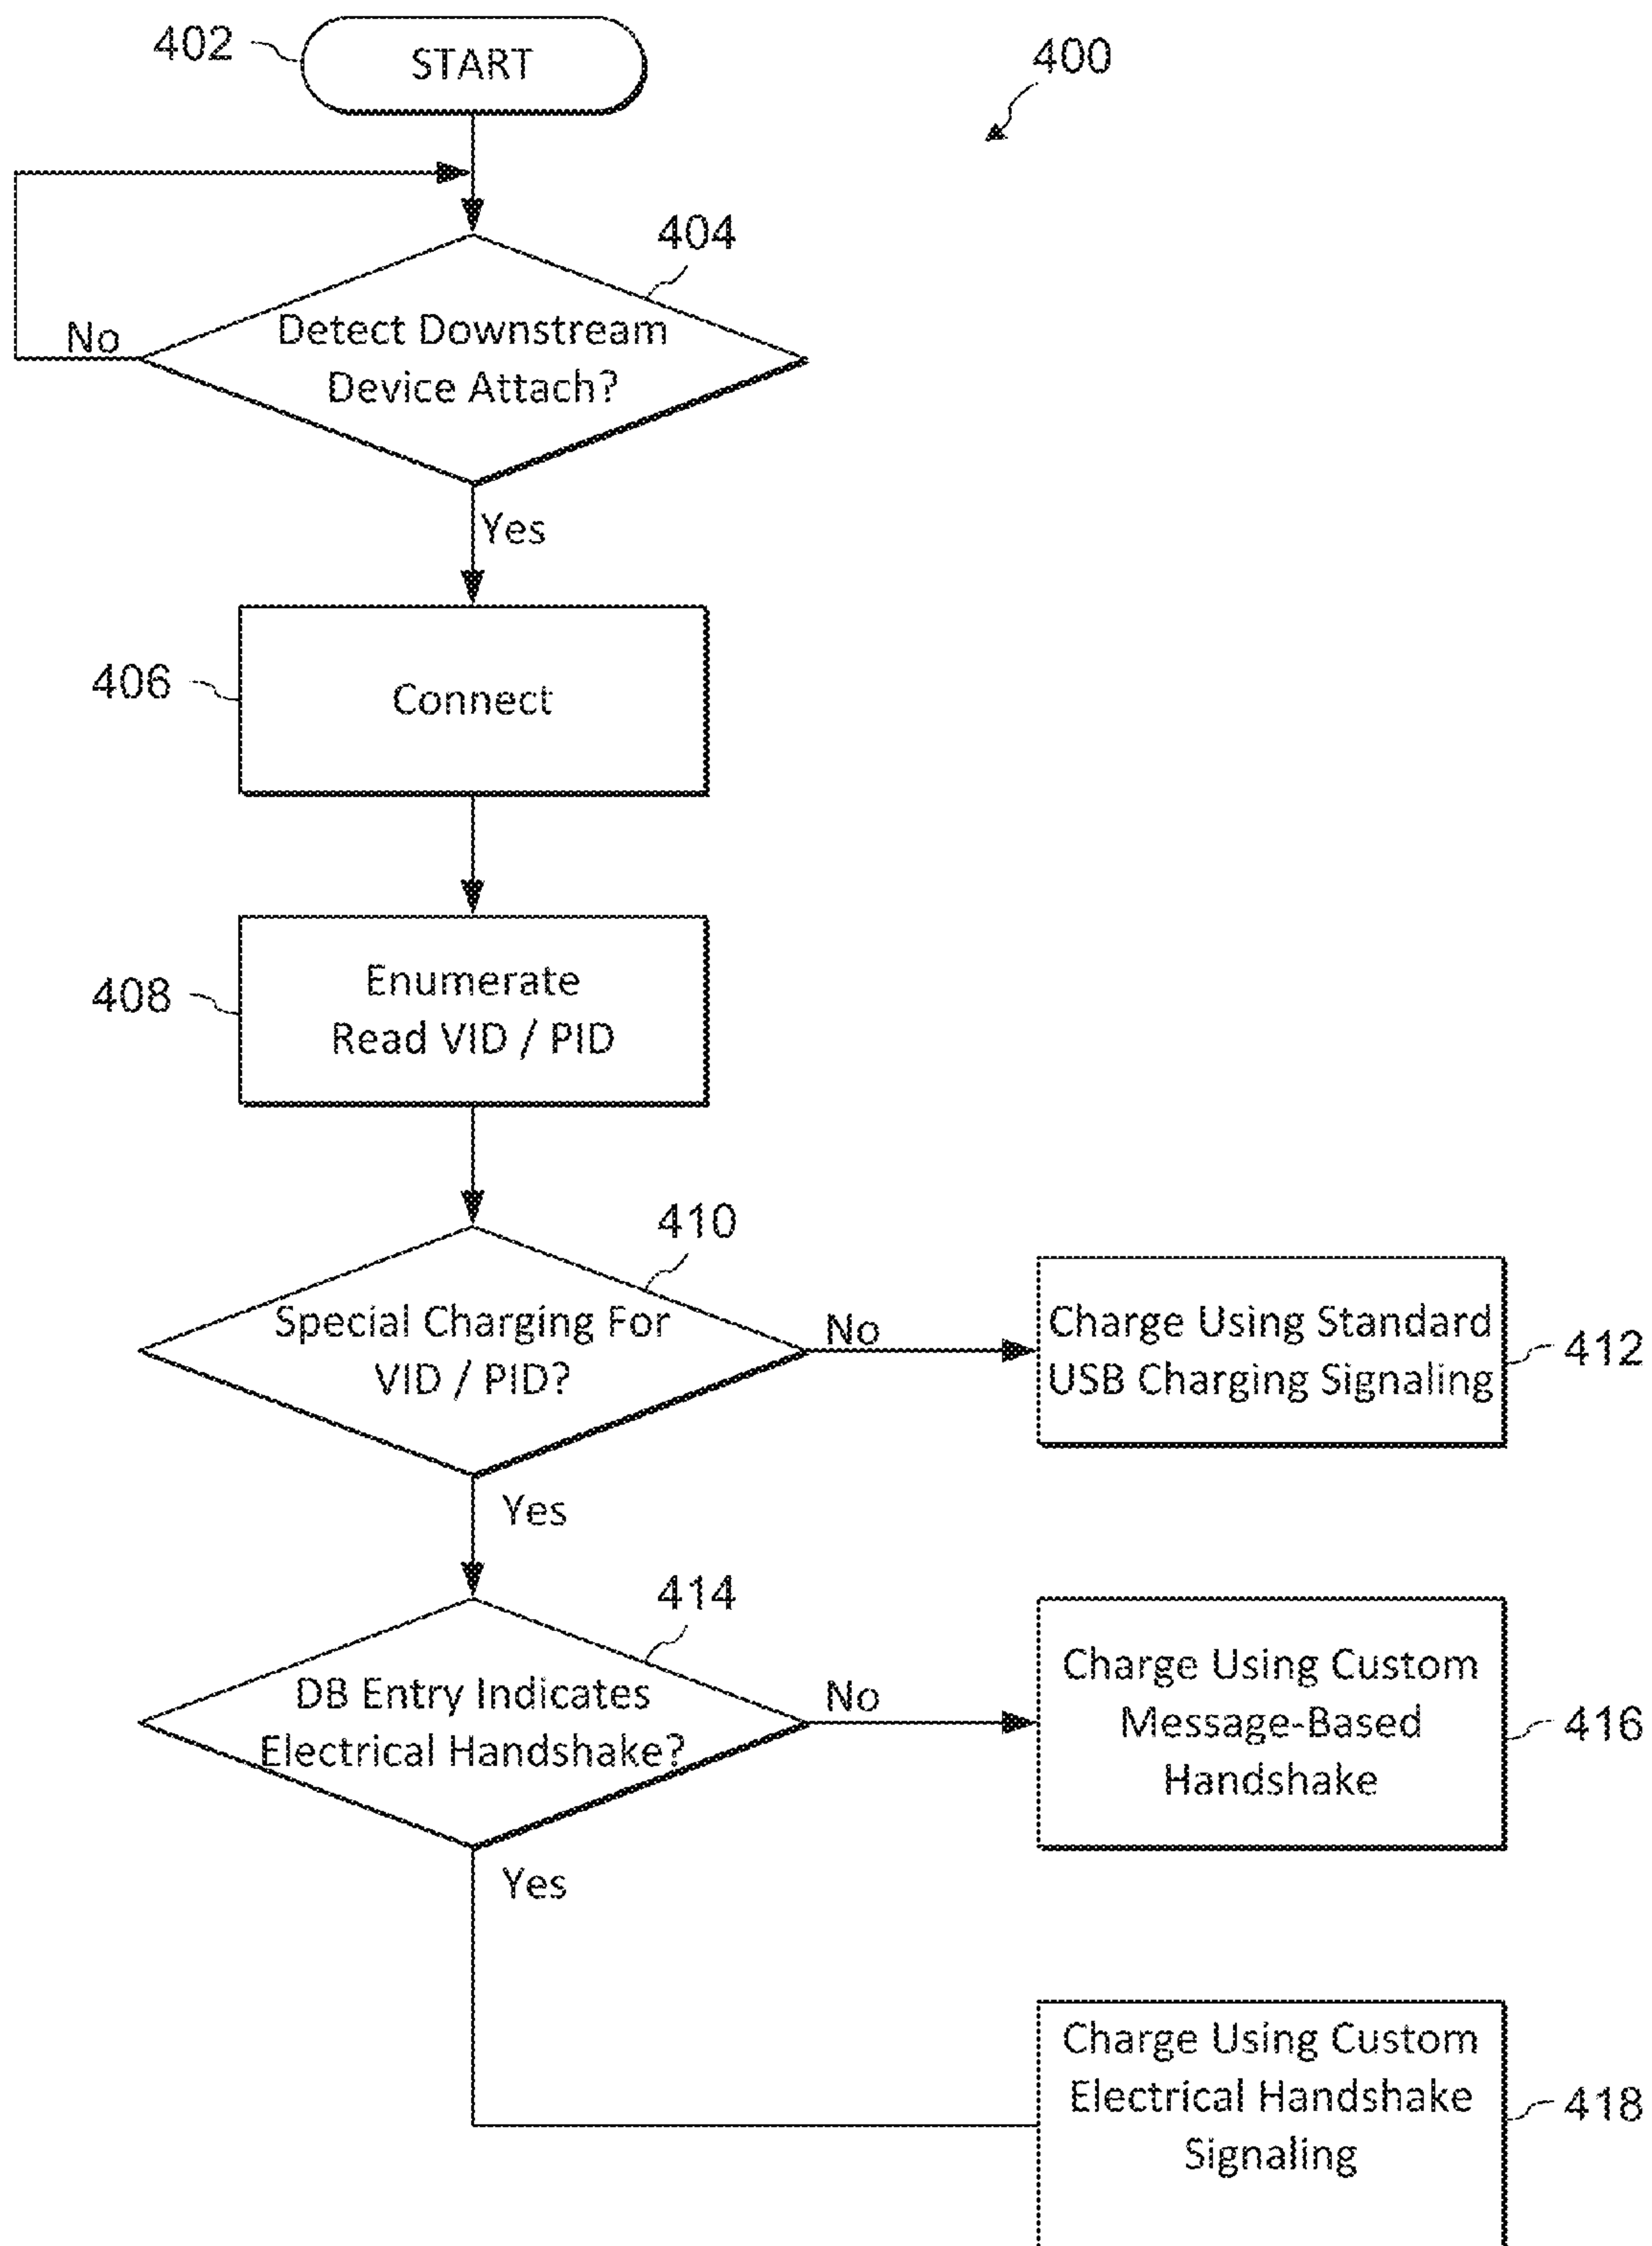 402
START
400
404
Detect Downstream
Device Attach?
No
Yes
406
Connect
408
Enumerate
Read VID / PID
410
Special Charging For
VID / PID?
No
Charge Using Standard
USB Charging Signaling
412
Yes
414
DB Entry Indicates
Electrical Handshake?
No
Charge Using Custom
Message-Based
Handshake
416
Yes
Charge Using Custom
Electrical Handshake
Signaling
418